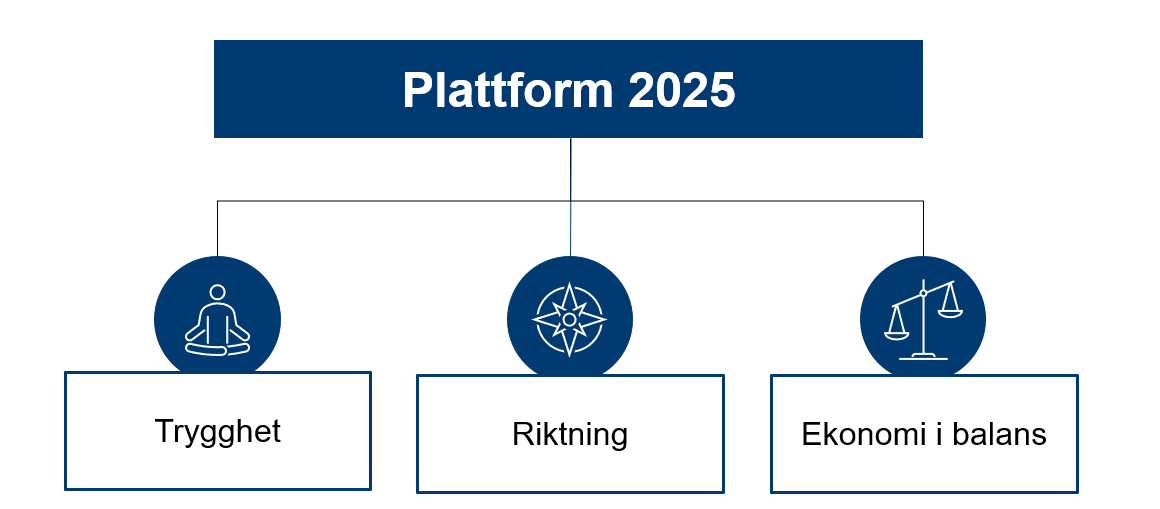 Plattform 2025
Trygghet
Riktning
Ekonomi i balans